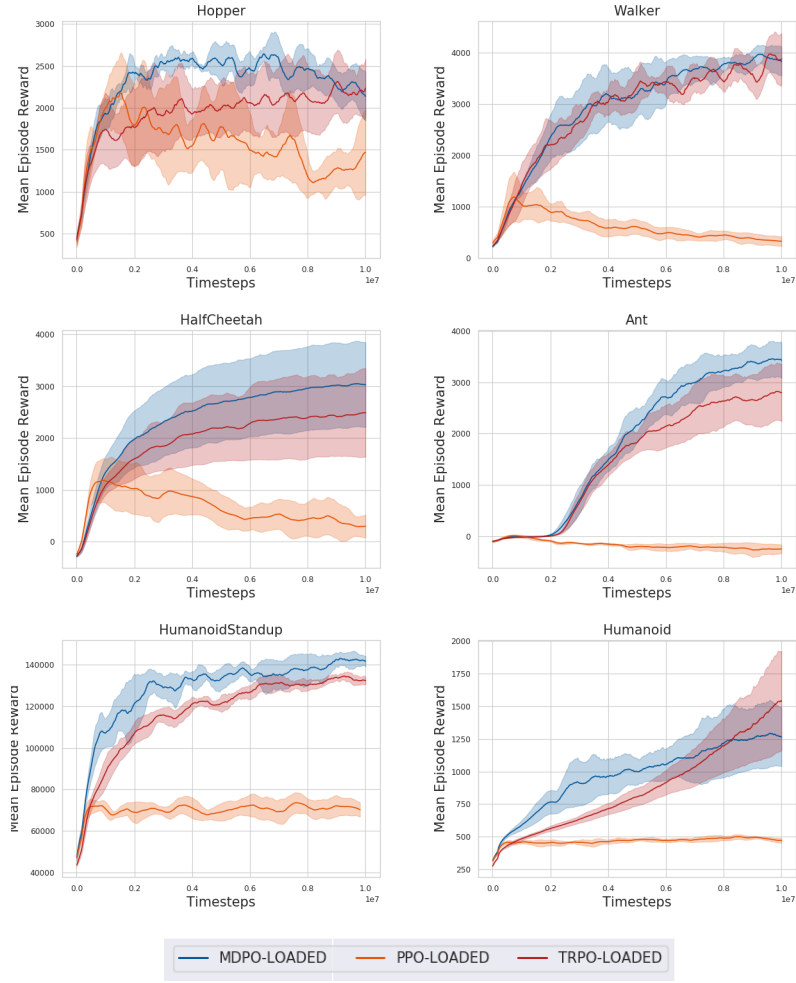 Hopper
Mean Episode Reward
3000
2500
2000
1500
1000
500
0.0 0.2 0.4 0.6 0.8 1.0
1e7
Timesteps
Walker
Mean Episode Reward
4000
3000
2000
1000
0
0.0 0.2 0.4 0.6 0.8 1.0
1e7
Timesteps
HalfCheetah
Mean Episode Reward
4000
3000
2000
1000
0
0.0 0.2 0.4 0.6 0.8 1.0
1e7
Timesteps
Ant
Mean Episode Reward
4000
3000
2000
1000
0
0.0 0.2 0.4 0.6 0.8 1.0
1e7
Timesteps
HumanoidStandup
Mean Episode Reward
140000
120000
100000
80000
60000
40000
0.0 0.2 0.4 0.6 0.8 1.0
1e7
Timesteps
Humanoid
Mean Episode Reward
2000
1750
1500
1250
1000
750
500
250
0.0 0.2 0.4 0.6 0.8 1.0
1e7
Timesteps
MDPO-LOADED PPO-LOADED TRPO-LOADED